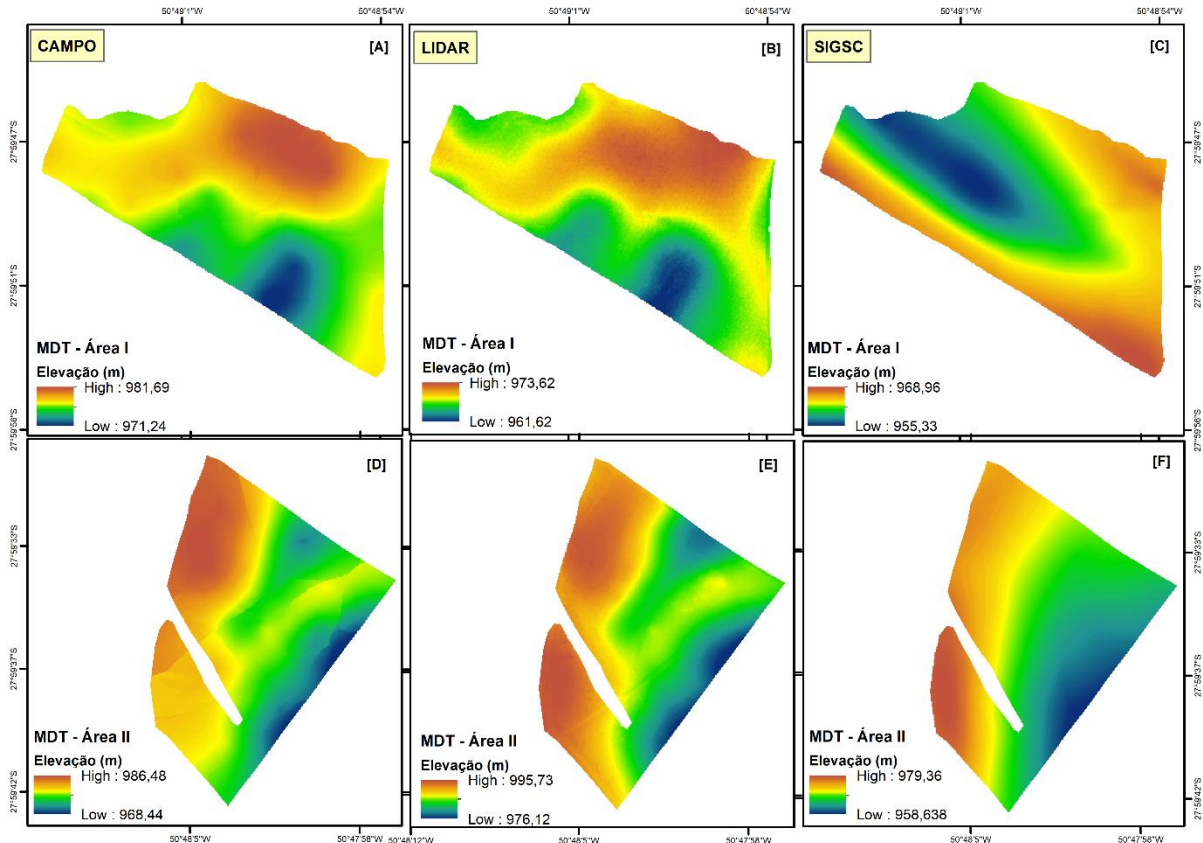 50°49'1"W 50°48'54"W 50°49'1"W 50°48'54"W 50°49'1"W 50°48'54"W
CAMPO [A]
LIDAR [B]
SIGSC [C]
27°59'47"S 27°59'47"S
27°59'51"S 27°59'51"S
27°59'56"S 27°59'56"S
MDT - Área I
Elevação (m)
High : 981,69
Low : 971,24
MDT - Área I
Elevação (m)
High : 973,62
Low : 961,62
MDT - Área I
Elevação (m)
High : 968,96
Low : 955,33
[D]
[E]
[F]
27°59'33"S 27°59'33"S
27°59'37"S 27°59'37"S
27°59'42"S 27°59'42"S
MDT - Área II
Elevação (m)
High : 986,48
Low : 968,44
MDT - Área II
Elevação (m)
High : 995,73
Low : 976,12
MDT - Área II
Elevação (m)
High : 979,36
Low : 958,638
50°48'5"W 50°47'58"W 50°48'12"W 50°48'5"W 50°47'58"W 50°48'5"W 50°47'58"W